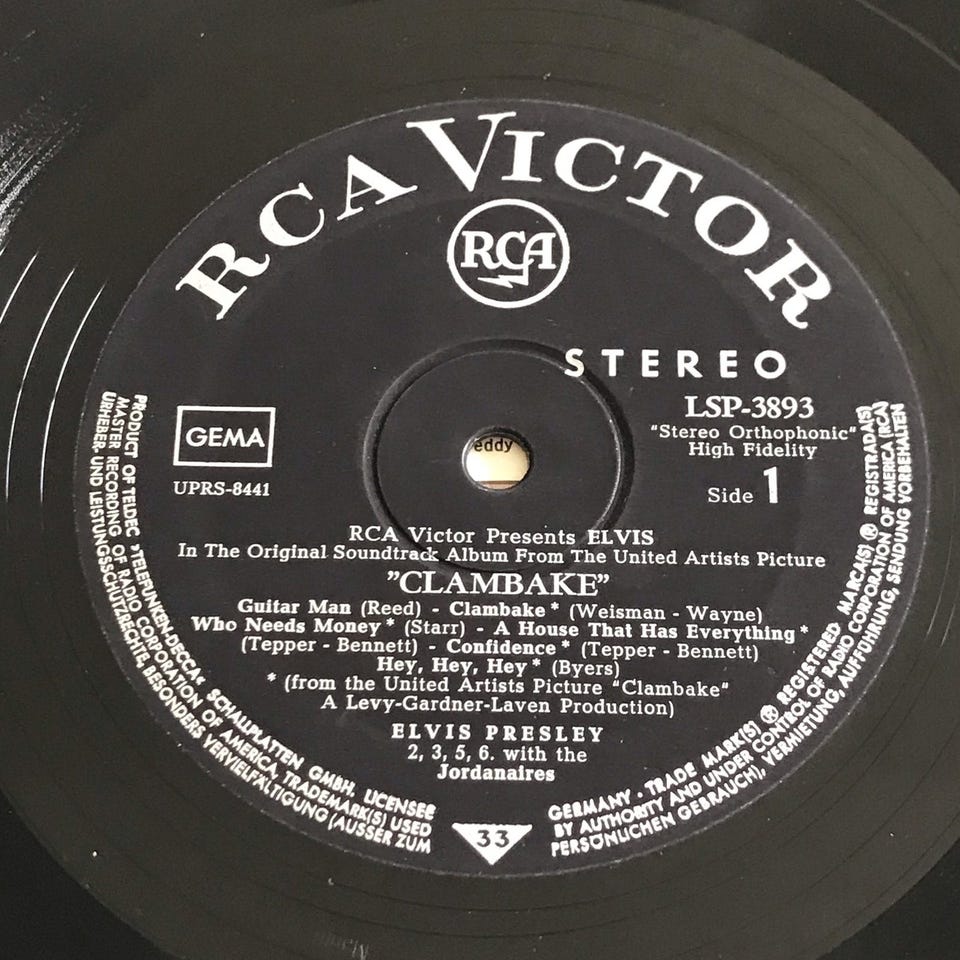 RCA VICTOR
RCA
STEREO
LSP-3893
"Stereo Orthophonic"
High Fidelity
Side 1
GEMA
UPRS-8441
eddy
RCA Victor Presents ELVIS
In The Original Soundtrack Album From The United Artists Picture
"CLAMBAKE"
Guitar Man (Reed) - Clambake* (Weisman - Wayne)
Who Needs Money* (Starr) - A House That Has Everything*
(Tepper - Bennett) - Confidence* (Tepper - Bennett)
Hey, Hey, Hey* (Byers)
* (from the United Artists Picture "Clambake"
A Levy-Gardner-Laven Production)
ELVIS PRESLEY
2, 3, 5, 6. with the
Jordanaires
33
PRODUCT OF TELDEC »TELEFUNKEN-DECCA« SCHALLPLATTEN GMBH, LICENSEE
MASTER RECORDING OF RADIO CORPORATION OF AMERICA, TRADEMARK(S) USED
URHEBER- UND LEISTUNGSSCHUTZRECHTE, BESONDERS VERVIELFÄLTIGUNG (AUSSER ZUM
GERMANY · TRADE MARK(S) ® REGISTERED MARCA(S) ® REGISTRADA(S)
BY AUTHORITY AND UNDER CONTROL OF RADIO CORPORATION OF AMERICA (RCA)
PERSÖNLICHEN GEBRAUCH), VERMIETUNG, AUFFÜHRUNG, SENDUNG VORBEHALTEN